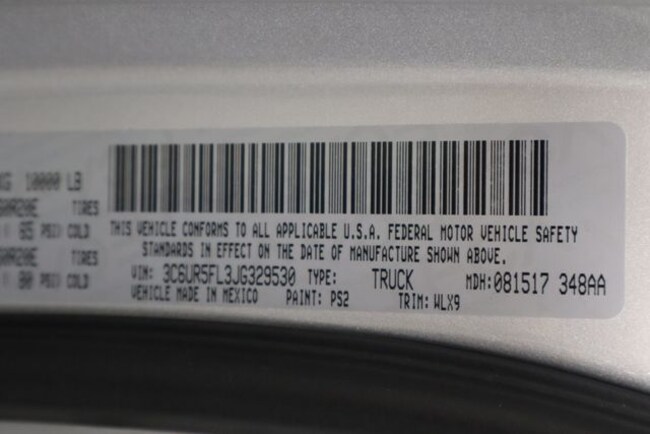 KG 10000 LB
TIRES
PSI COLD
TIRES
80 PSI COLD
THIS VEHICLE CONFORMS TO ALL APPLICABLE U.S.A. FEDERAL MOTOR VEHICLE SAFETY
STANDARDS IN EFFECT ON THE DATE OF MANUFACTURE SHOWN ABOVE.
VIN: 3C6UR5FL3JG329530 TYPE: TRUCK MDH:081517 348AA
VEHICLE MADE IN MEXICO PAINT: PS2 TRIM: WLX9